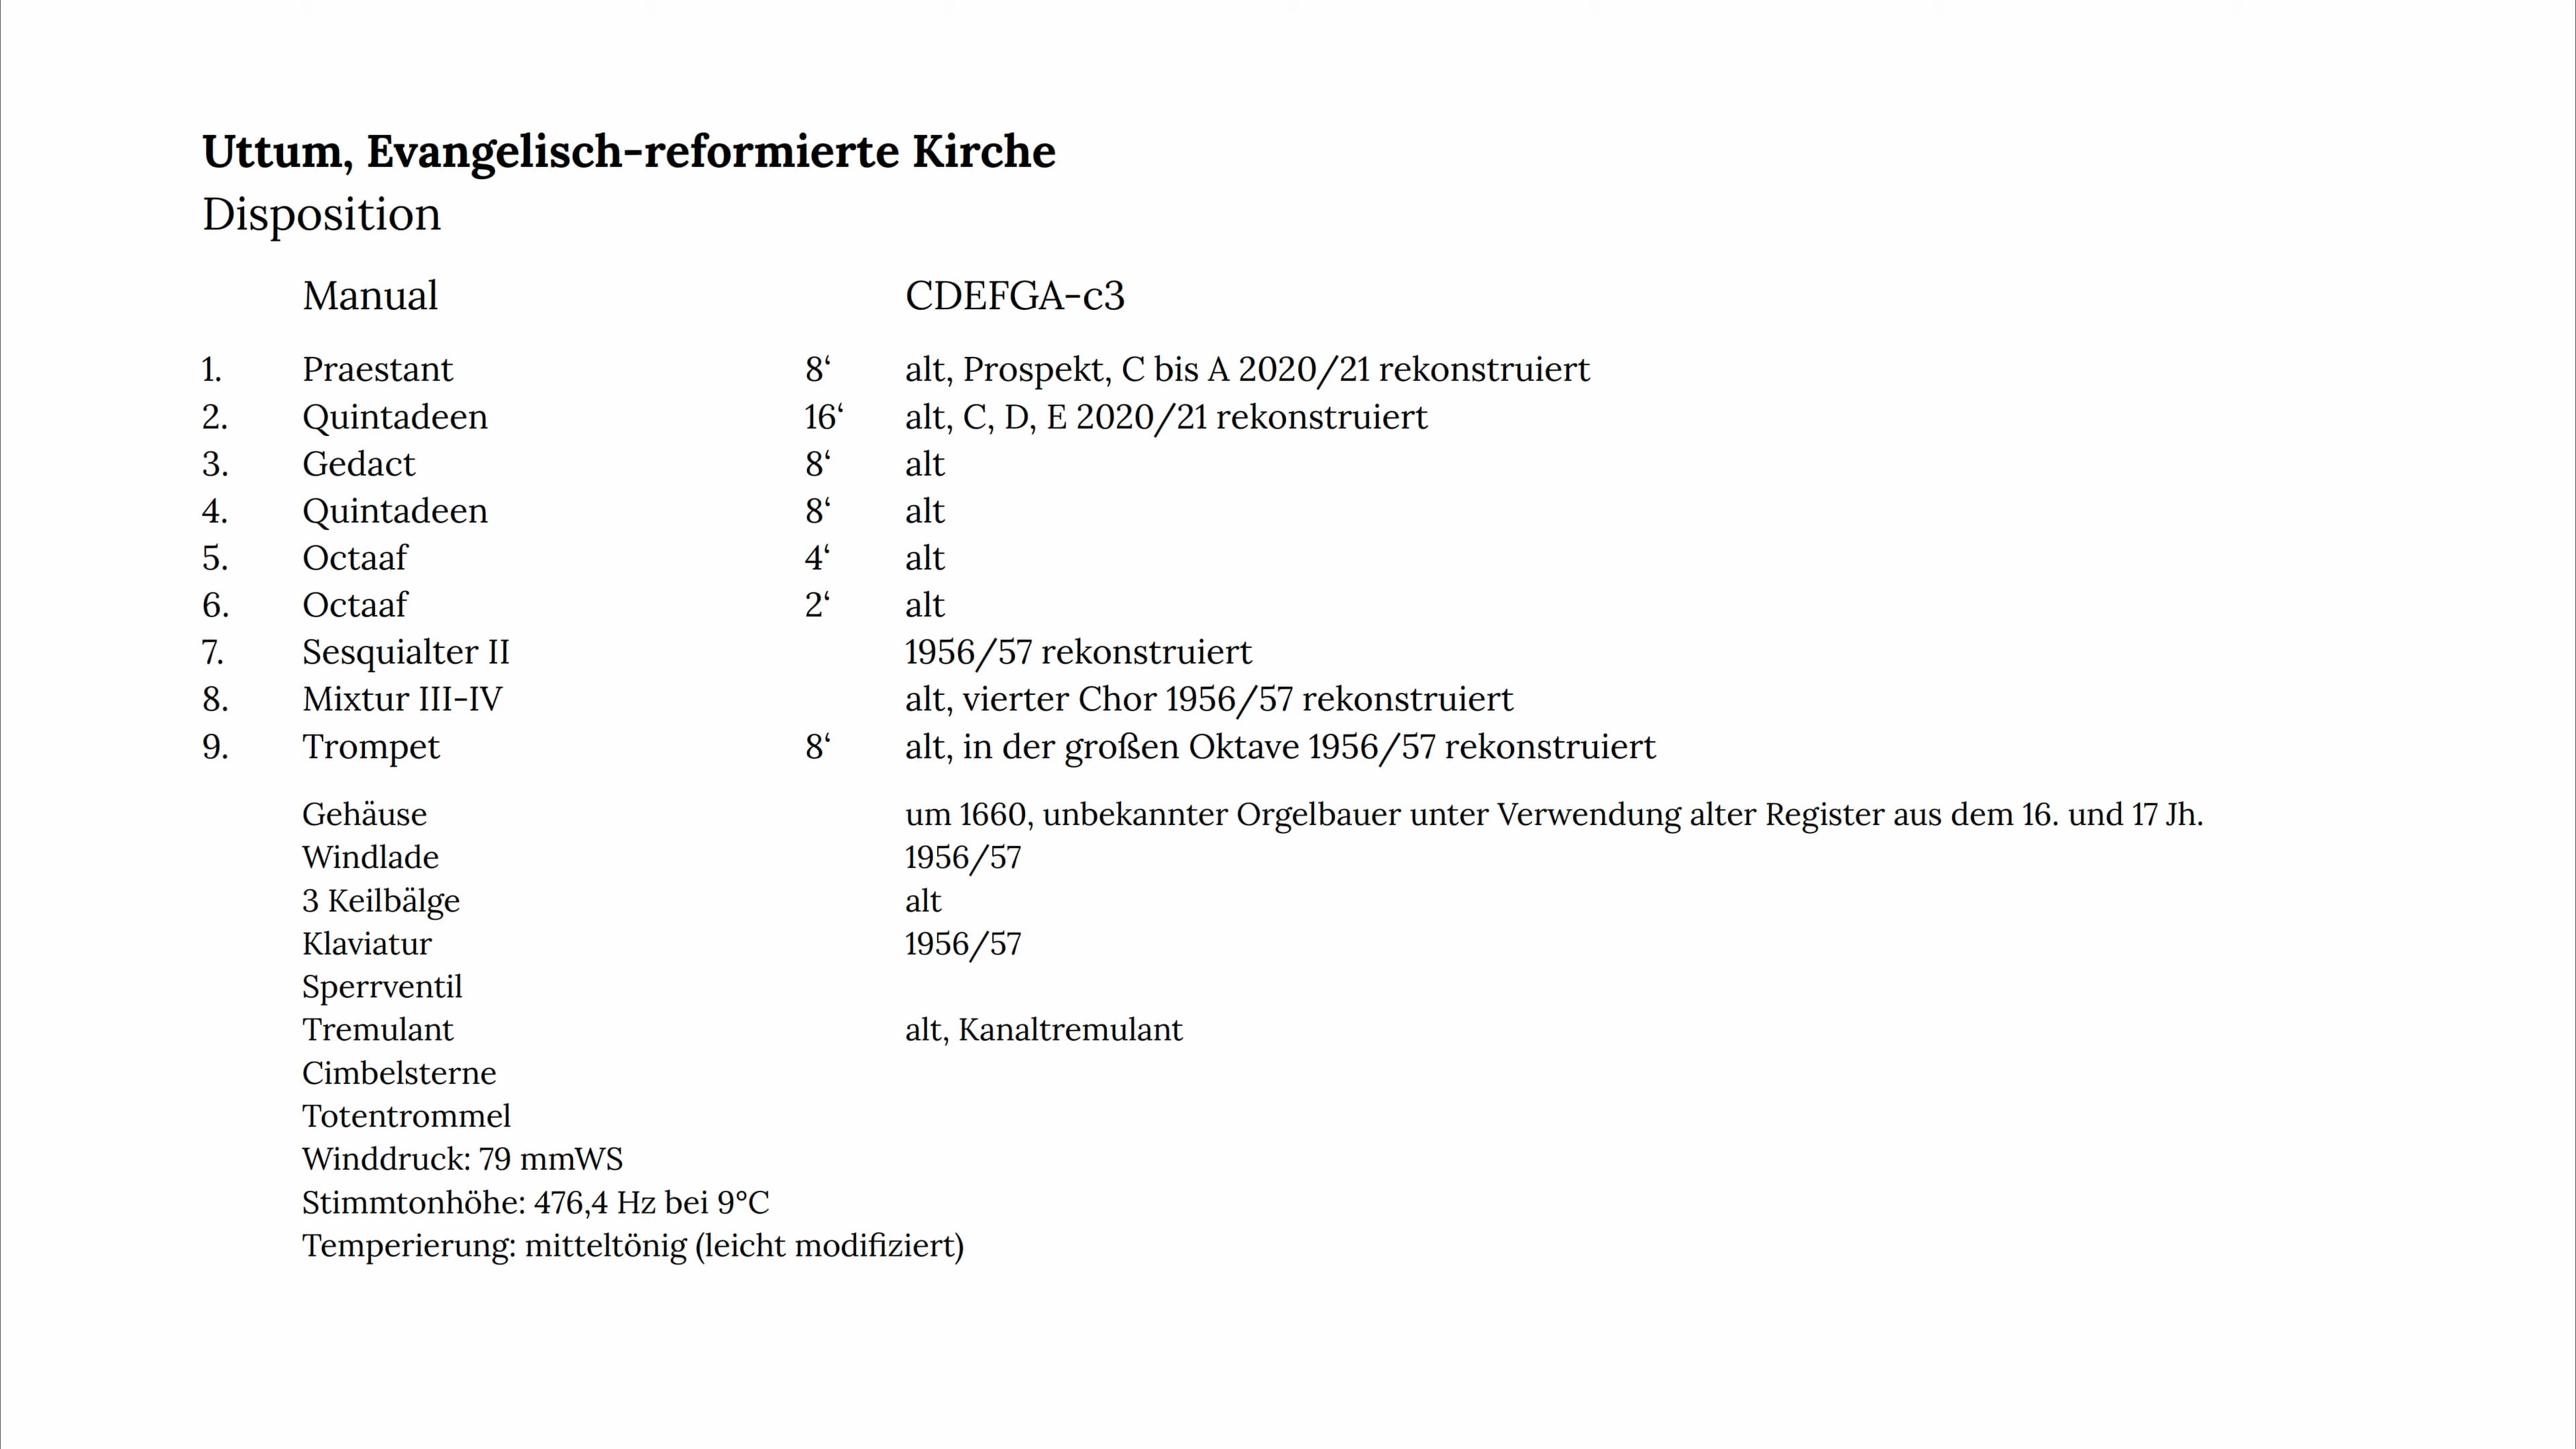 Uttum, Evangelisch-reformierte Kirche
Disposition
Manual CDEFGA-c3
1. Praestant 8‘ alt, Prospekt, C bis A 2020/21 rekonstruiert
2. Quintadeen 16‘ alt, C, D, E 2020/21 rekonstruiert
3. Gedact 8‘ alt
4. Quintadeen 8‘ alt
5. Octaaf 4‘ alt
6. Octaaf 2‘ alt
7. Sesquialter II 1956/57 rekonstruiert
8. Mixtur III-IV alt, vierter Chor 1956/57 rekonstruiert
9. Trompet 8‘ alt, in der großen Oktave 1956/57 rekonstruiert
Gehäuse um 1660, unbekannter Orgelbauer unter Verwendung alter Register aus dem 16. und 17 Jh.
Windlade 1956/57
3 Keilbälge alt
Klaviatur 1956/57
Sperrventil
Tremulant alt, Kanaltremulant
Cimbelsterne
Totentrommel
Winddruck: 79 mmWS
Stimmtonhöhe: 476,4 Hz bei 9°C
Temperierung: mitteltönig (leicht modifiziert)